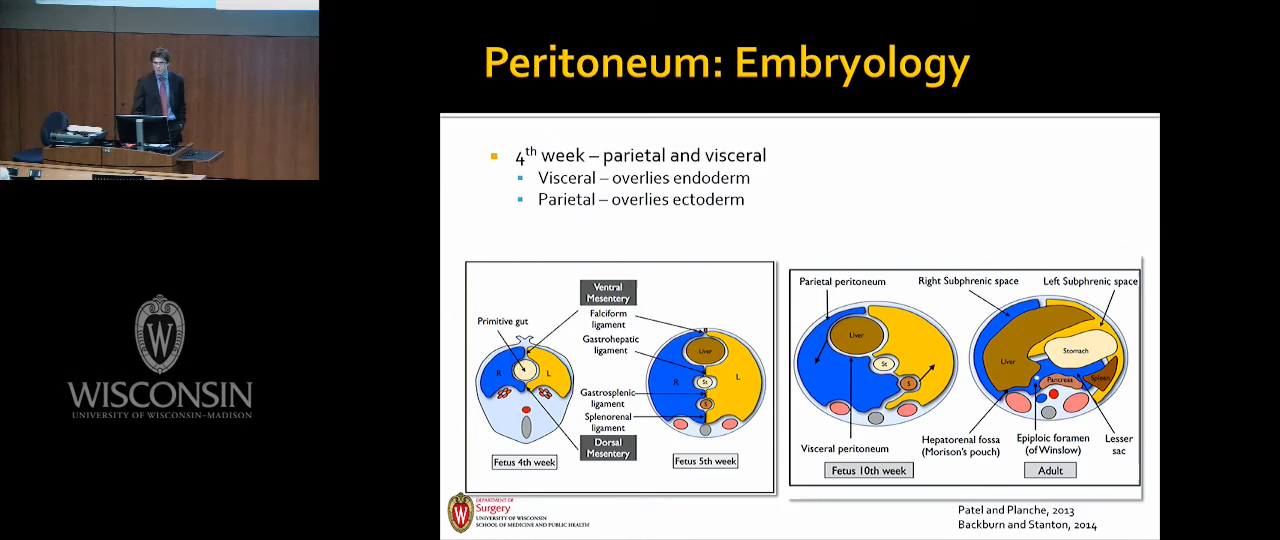 Peritoneum: Embryology
4th week – parietal and visceral
Visceral – overlies endoderm
Parietal – overlies ectoderm
Ventral
Mesentery
Primitive gut
Falciform
ligament
Gastrohepatic
ligament
Liver
R
L
R
St
L
Gastrosplenic
ligament
S
Splenorenal
ligament
Dorsal
Mesentery
Fetus 4th week
Fetus 5th week
Parietal peritoneum
Right Subphrenic space
Left Subphrenic space
Liver
St
S
Liver
Stomach
Pancreas
Spleen
Visceral peritoneum
Hepatorenal fossa
(Morison's pouch)
Epiploic foramen
(of Winslow)
Lesser
sac
Fetus 10th week
Adult
W
DEPARTMENT OF
Surgery
UNIVERSITY OF WISCONSIN
SCHOOL OF MEDICINE AND PUBLIC HEALTH
Patel and Planche, 2013
Backburn and Stanton, 2014
W
WISCONSIN
UNIVERSITY OF WISCONSIN–MADISON